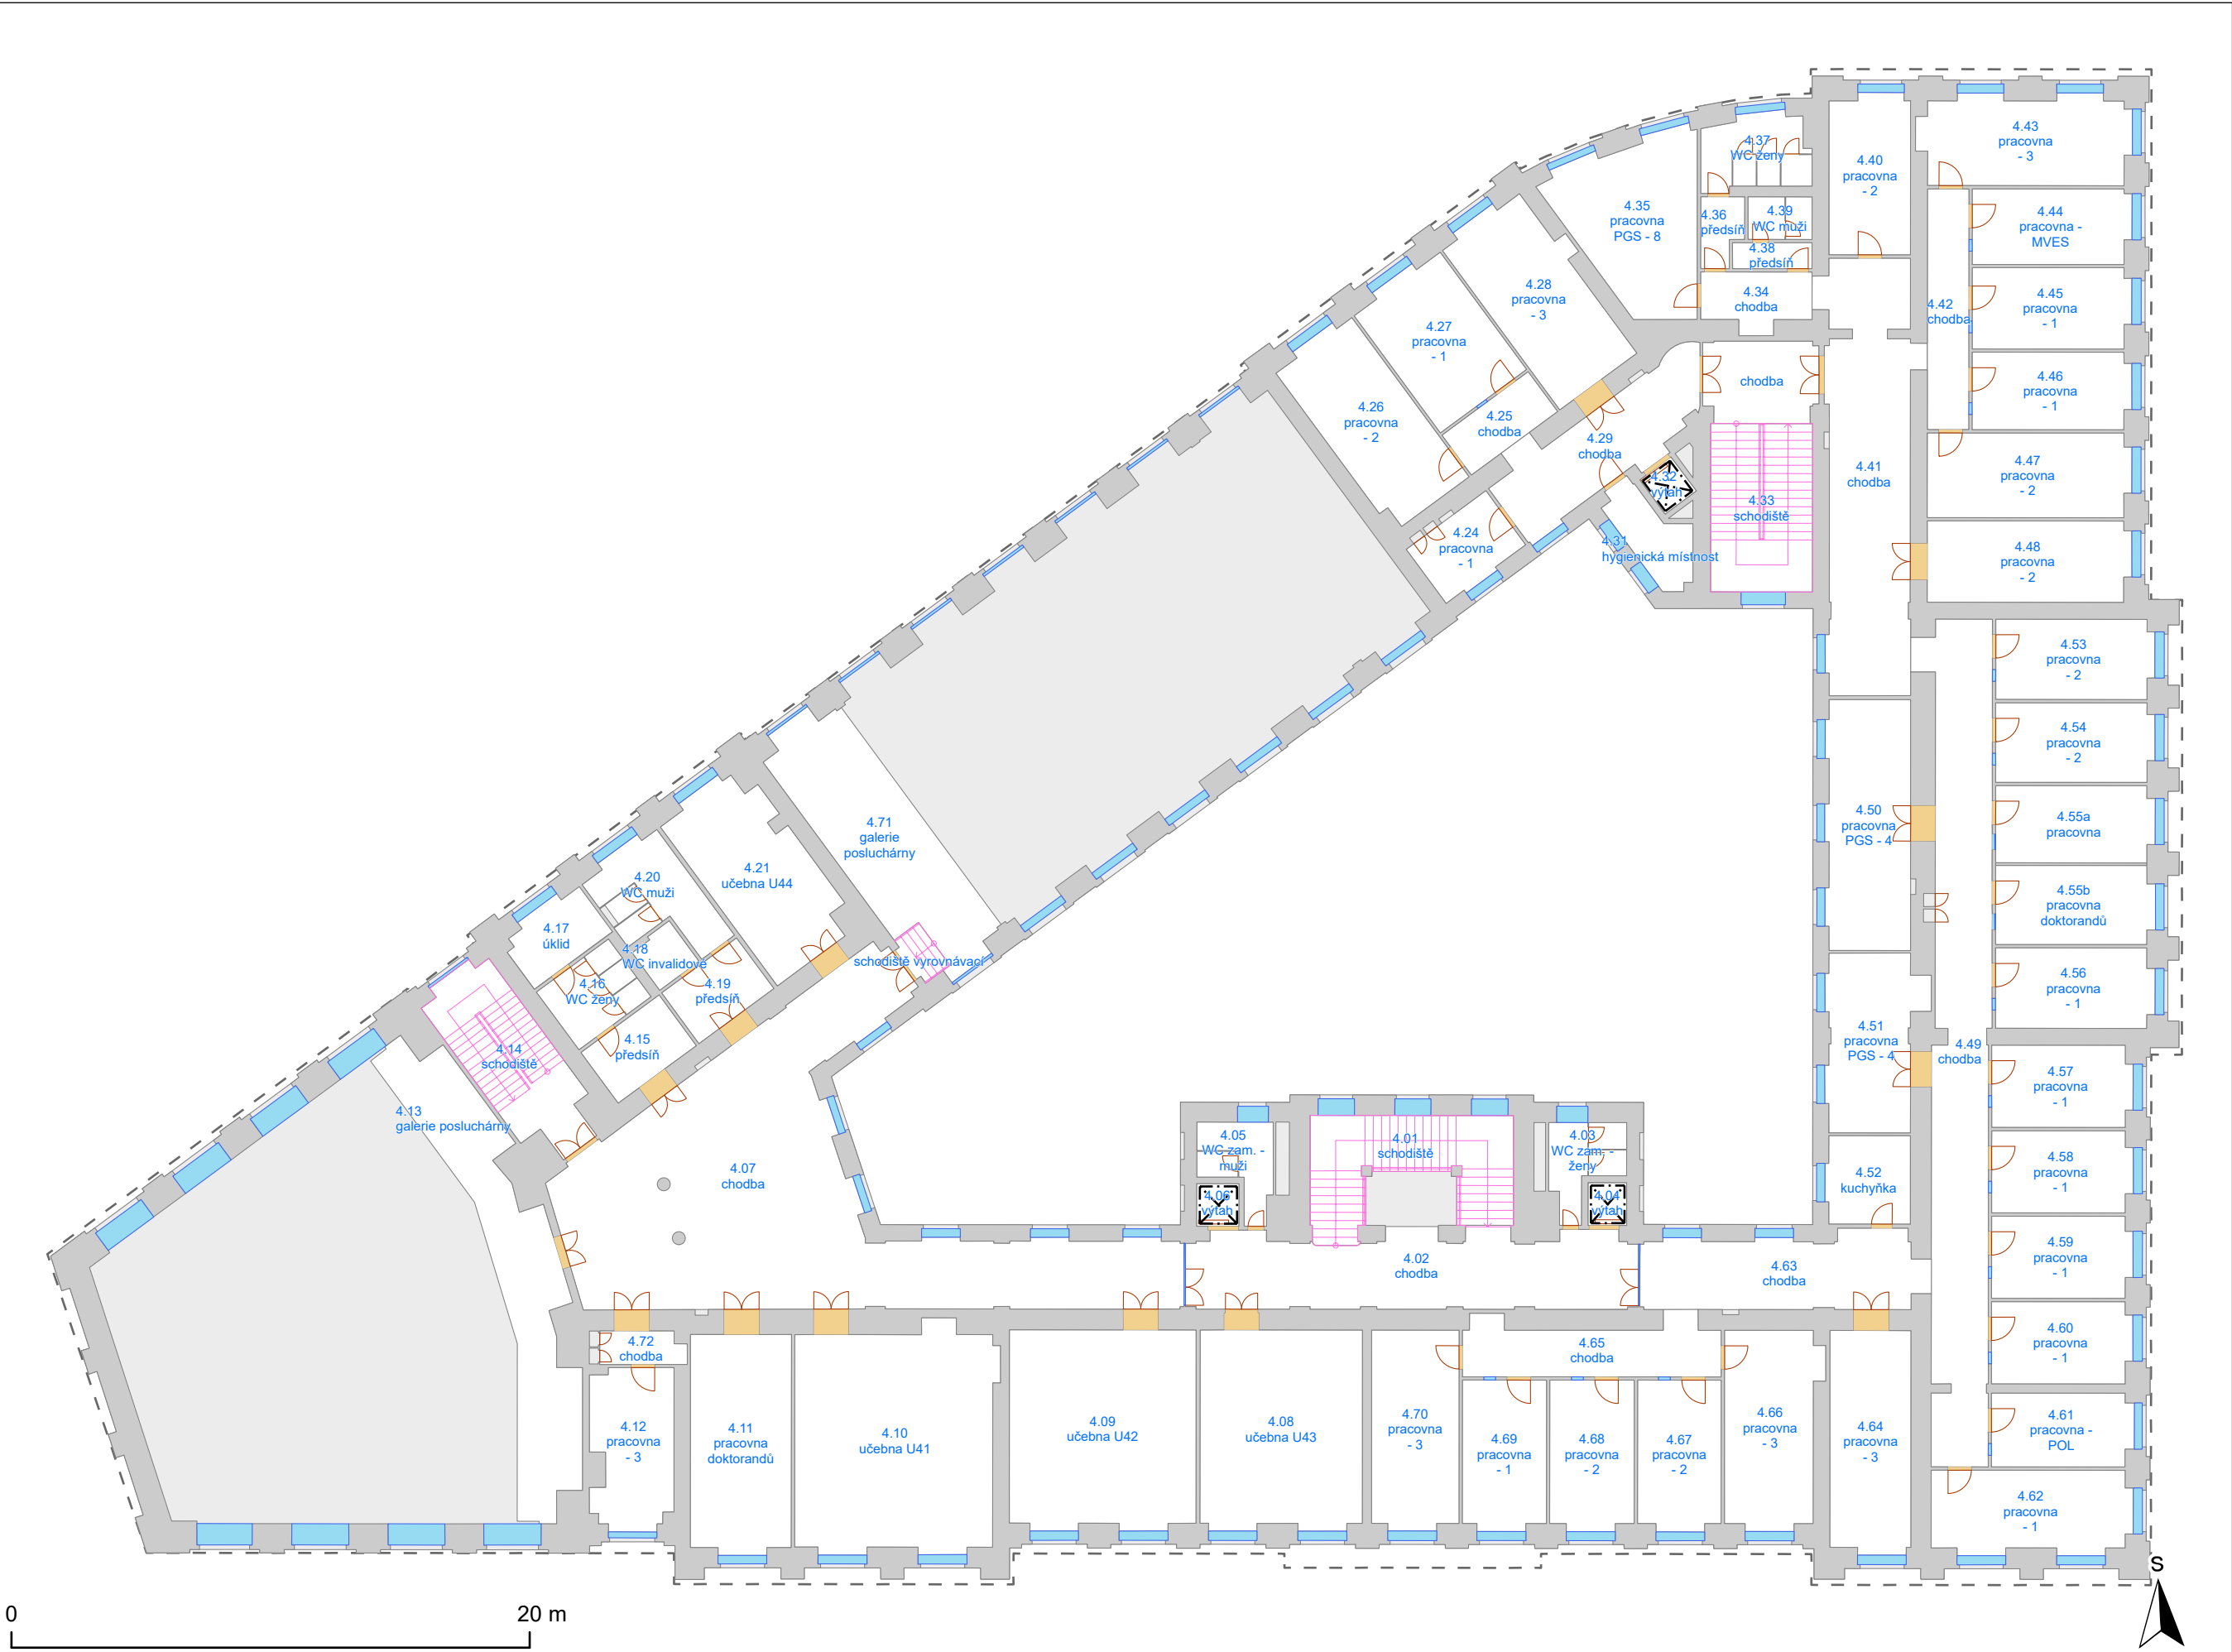 4.43
pracovna
- 3
4.37
WC ženy
4.40
pracovna
- 2
4.35
pracovna
PGS - 8
4.36
předsíň
4.39
WC muži
4.38
předsíň
4.44
pracovna -
MVES
4.34
chodba
4.42
chodba
4.45
pracovna
- 1
4.28
pracovna
- 3
4.27
pracovna
- 1
chodba
4.46
pracovna
- 1
4.26
pracovna
- 2
4.25
chodba
4.29
chodba
4.32
výtah
4.33
schodiště
4.41
chodba
4.47
pracovna
- 2
4.24
pracovna
- 1
4.31
hygienická místnost
4.48
pracovna
- 2
4.53
pracovna
- 2
4.54
pracovna
- 2
4.50
pracovna
PGS - 4
4.55a
pracovna
4.55b
pracovna
doktorandů
4.56
pracovna
- 1
4.71
galerie
posluchárny
4.21
učebna U44
4.20
WC muži
4.17
úklid
4.18
WC invalidové
schodiště vyrovnávací
4.16
WC ženy
4.19
předsíň
4.15
předsíň
4.14
schodiště
4.13
galerie posluchárny
4.51
pracovna
PGS - 4
4.49
chodba
4.57
pracovna
- 1
4.07
chodba
4.05
WC zam. -
muži
4.01
schodiště
4.03
WC zam. -
ženy
4.06
výtah
4.04
výtah
4.52
kuchyňka
4.58
pracovna
- 1
4.02
chodba
4.63
chodba
4.59
pracovna
- 1
4.60
pracovna
- 1
4.72
chodba
4.65
chodba
4.12
pracovna
- 3
4.11
pracovna
doktorandů
4.10
učebna U41
4.09
učebna U42
4.08
učebna U43
4.70
pracovna
- 3
4.69
pracovna
- 1
4.68
pracovna
- 2
4.67
pracovna
- 2
4.66
pracovna
- 3
4.64
pracovna
- 3
4.61
pracovna -
POL
4.62
pracovna
- 1
S
0
20 m